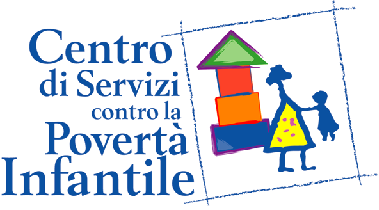 Centro
di Servizi
contro la
Povertà
Infantile